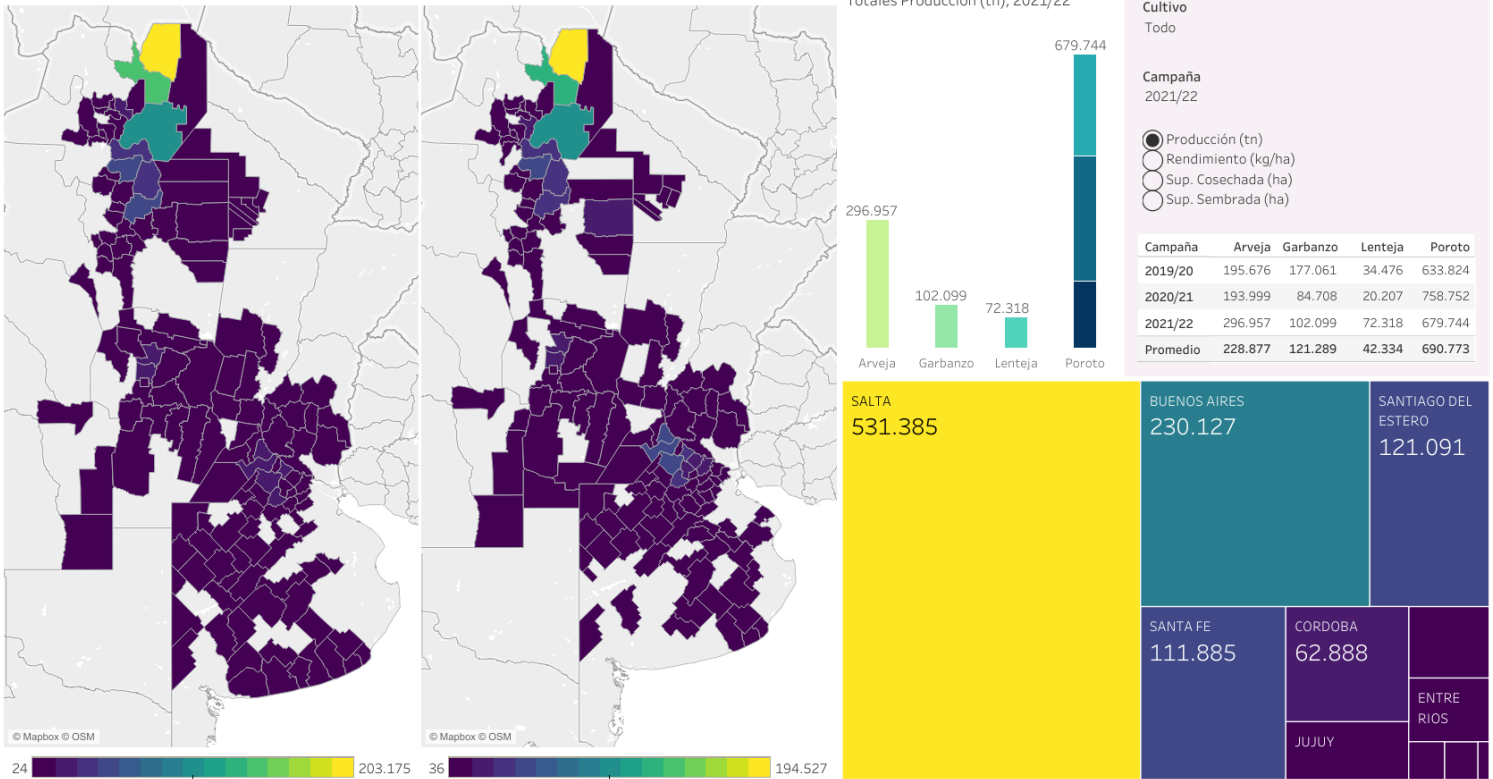 Totales Producción (tn), 2021/22
679.744
296.957
102.099
72.318
Arveja
Garbanzo
Lenteja
Poroto
Cultivo
Todo
Campaña
2021/22
Producción (tn)
Rendimiento (kg/ha)
Sup. Cosechada (ha)
Sup. Sembrada (ha)
Campaña Arveja Garbanzo Lenteja Poroto
2019/20 195.676 177.061 34.476 633.824
2020/21 193.999 84.708 20.207 758.752
2021/22 296.957 102.099 72.318 679.744
Promedio 228.877 121.289 42.334 690.773
SALTA
531.385
BUENOS AIRES
230.127
SANTIAGO DEL
ESTERO
121.091
SANTA FE
111.885
CORDOBA
62.888
JUJUY
ENTRE
RIOS
© Mapbox © OSM
24 203.175
© Mapbox © OSM
36 194.527